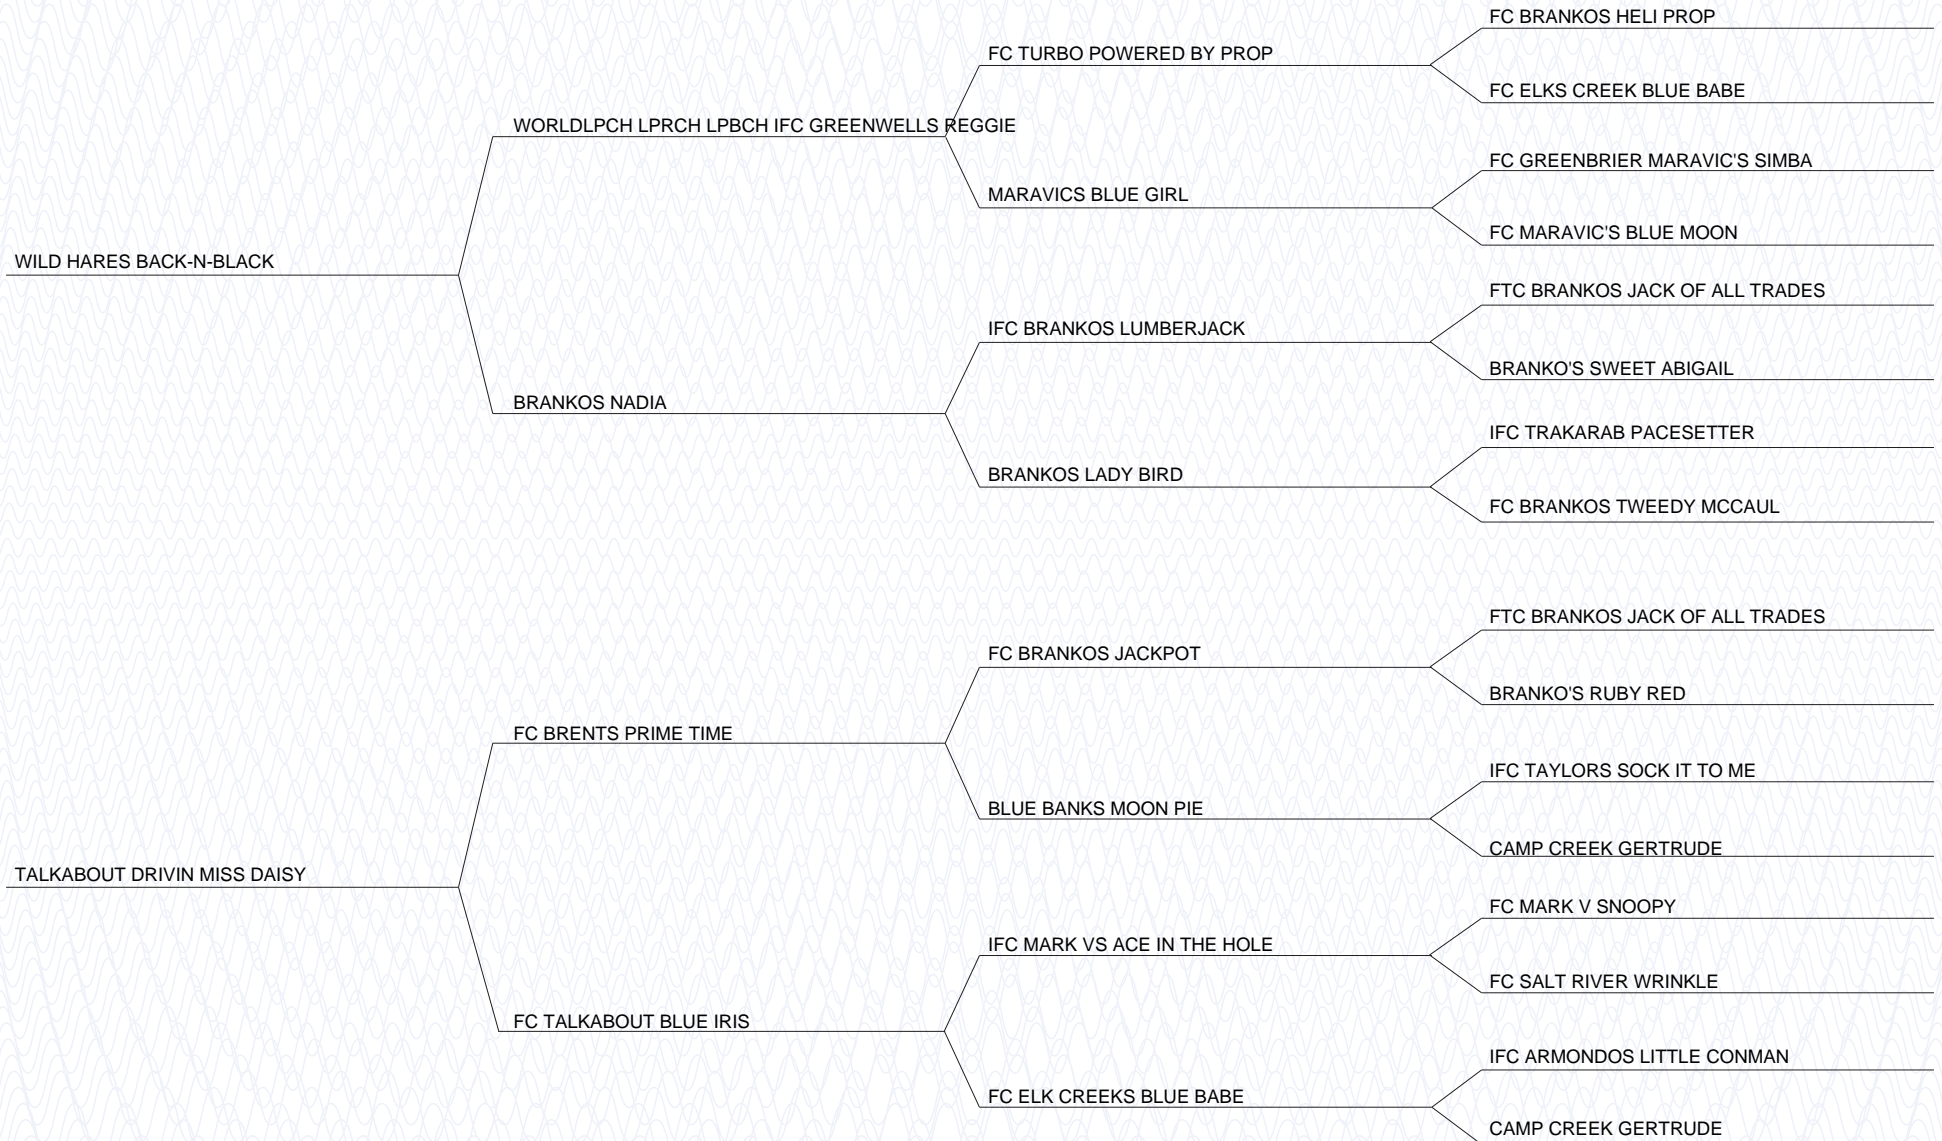 FC BRANKOS HELI PROP
FC TURBO POWERED BY PROP
FC ELKS CREEK BLUE BABE
WORLDLPCH LPRCH LPBCH IFC GREENWELLS REGGIE
FC GREENBRIER MARAVIC'S SIMBA
MARAVICS BLUE GIRL
FC MARAVIC'S BLUE MOON
WILD HARES BACK-N-BLACK
FTC BRANKOS JACK OF ALL TRADES
IFC BRANKOS LUMBERJACK
BRANKO'S SWEET ABIGAIL
BRANKOS NADIA
IFC TRAKARAB PACESETTER
BRANKOS LADY BIRD
FC BRANKOS TWEEDY MCCAUL
FTC BRANKOS JACK OF ALL TRADES
FC BRANKOS JACKPOT
BRANKO'S RUBY RED
FC BRENTS PRIME TIME
IFC TAYLORS SOCK IT TO ME
BLUE BANKS MOON PIE
CAMP CREEK GERTRUDE
TALKABOUT DRIVIN MISS DAISY
FC MARK V SNOOPY
IFC MARK VS ACE IN THE HOLE
FC SALT RIVER WRINKLE
FC TALKABOUT BLUE IRIS
IFC ARMONDOS LITTLE CONMAN
FC ELK CREEKS BLUE BABE
CAMP CREEK GERTRUDE